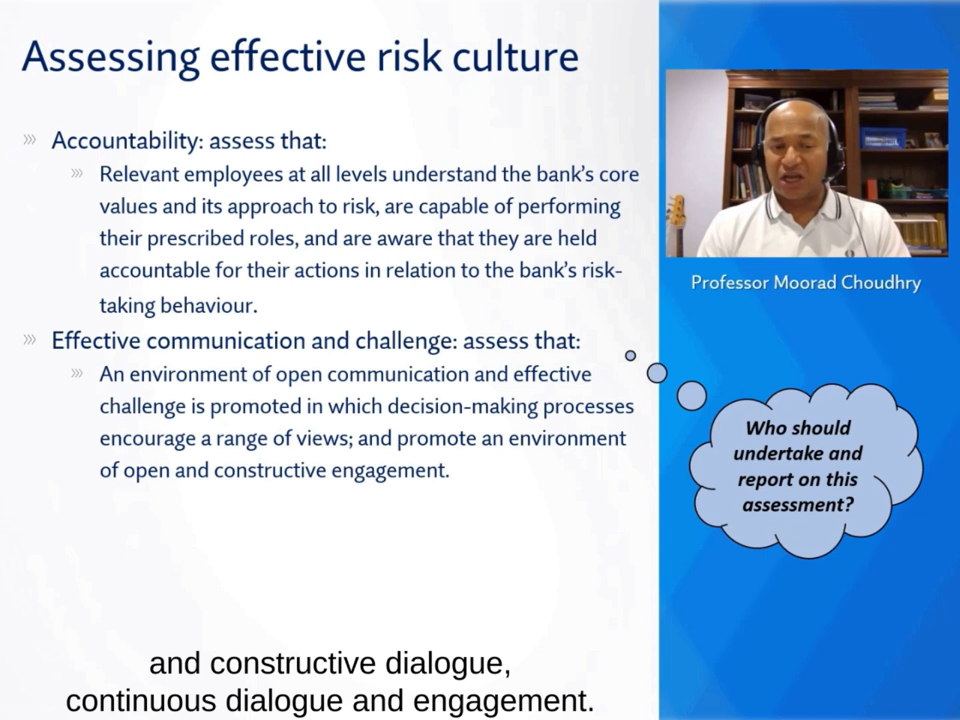 Assessing effective risk culture
Accountability: assess that:
Relevant employees at all levels understand the bank's core
values and its approach to risk, are capable of performing
their prescribed roles, and are aware that they are held
accountable for their actions in relation to the bank's risk-
taking behaviour.
Effective communication and challenge: assess that:
An environment of open communication and effective
challenge is promoted in which decision-making processes
encourage a range of views; and promote an environment
of open and constructive engagement.
Professor Moorad Choudhry
Who should
undertake and
report on this
assessment?
and constructive dialogue,
continuous dialogue and engagement.